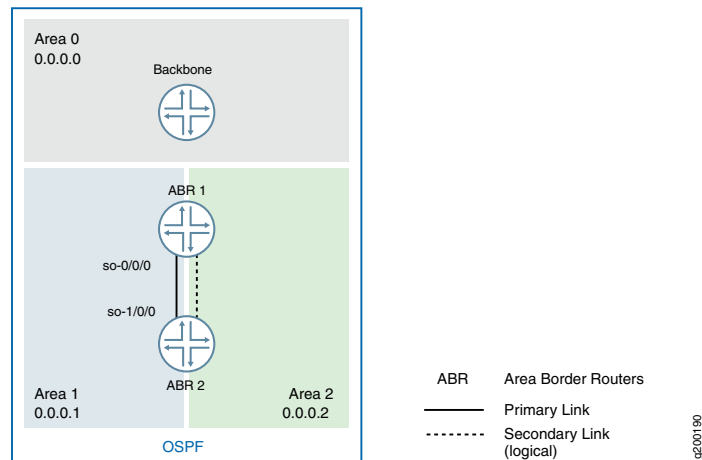 Area 0
0.0.0.0
Backbone
ABR 1
so-0/0/0
so-1/0/0
ABR 2
Area 1
0.0.0.1
Area 2
0.0.0.2
OSPF
ABR Area Border Routers
Primary Link
Secondary Link
(logical)
g200190